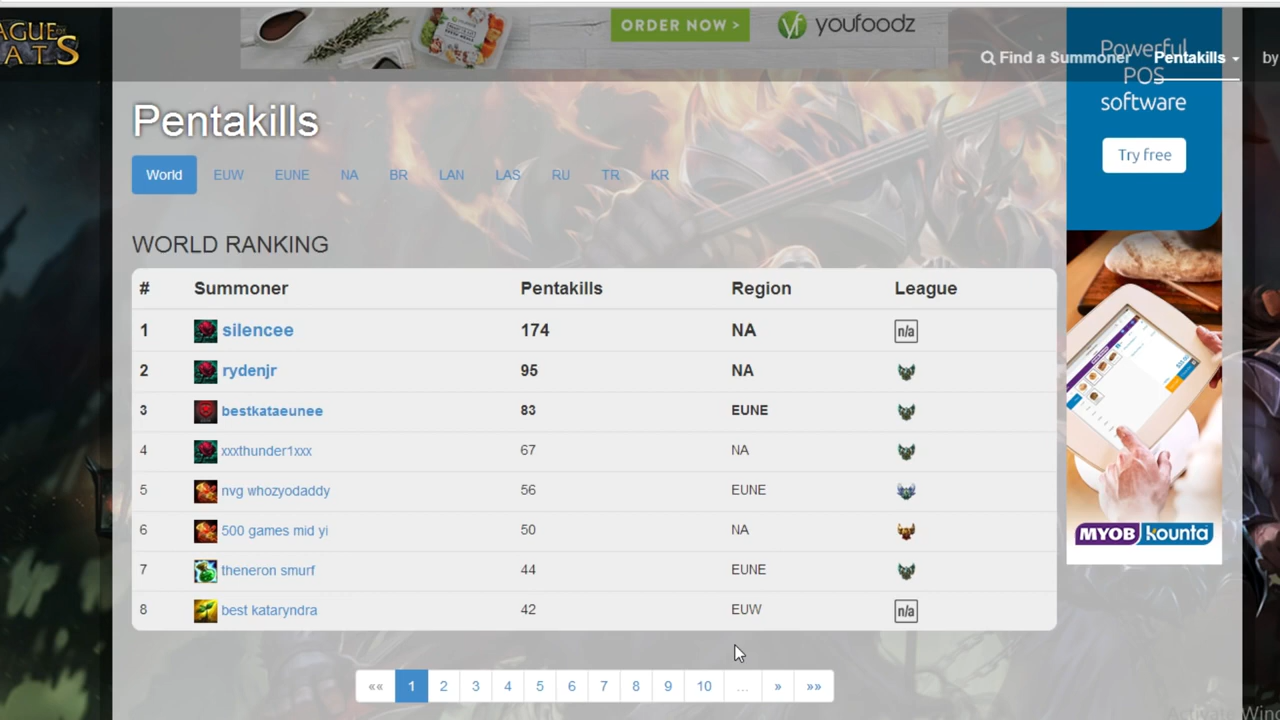 AGUE OF
ATS
ORDER NOW >
youfoodz
Find a Summoner
Pentakills
by
Powerful
POS
software
Try free
Pentakills
World EUW EUNE NA BR LAN LAS RU TR KR
WORLD RANKING
# Summoner Pentakills Region League
1 silencee 174 NA n/a
2 rydenjr 95 NA
3 bestkataeunee 83 EUNE
4 xxxthunder1xxx 67 NA
5 nvg whozyodaddy 56 EUNE
6 500 games mid yi 50 NA
7 theneron smurf 44 EUNE
8 best kataryndra 42 EUW n/a
MYOB kounta
«« 1 2 3 4 5 6 7 8 9 10 ... » »»